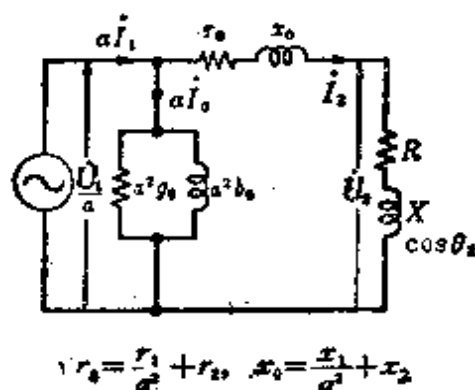 aİ₁ r₀ x₀
İ₂
aİ₀
U̇₁/a a²g₀ a²b₀ U̇₂ R
X
cosθ₂
r₀ = r₁/a² + r₂, x₀ = x₁/a² + x₂